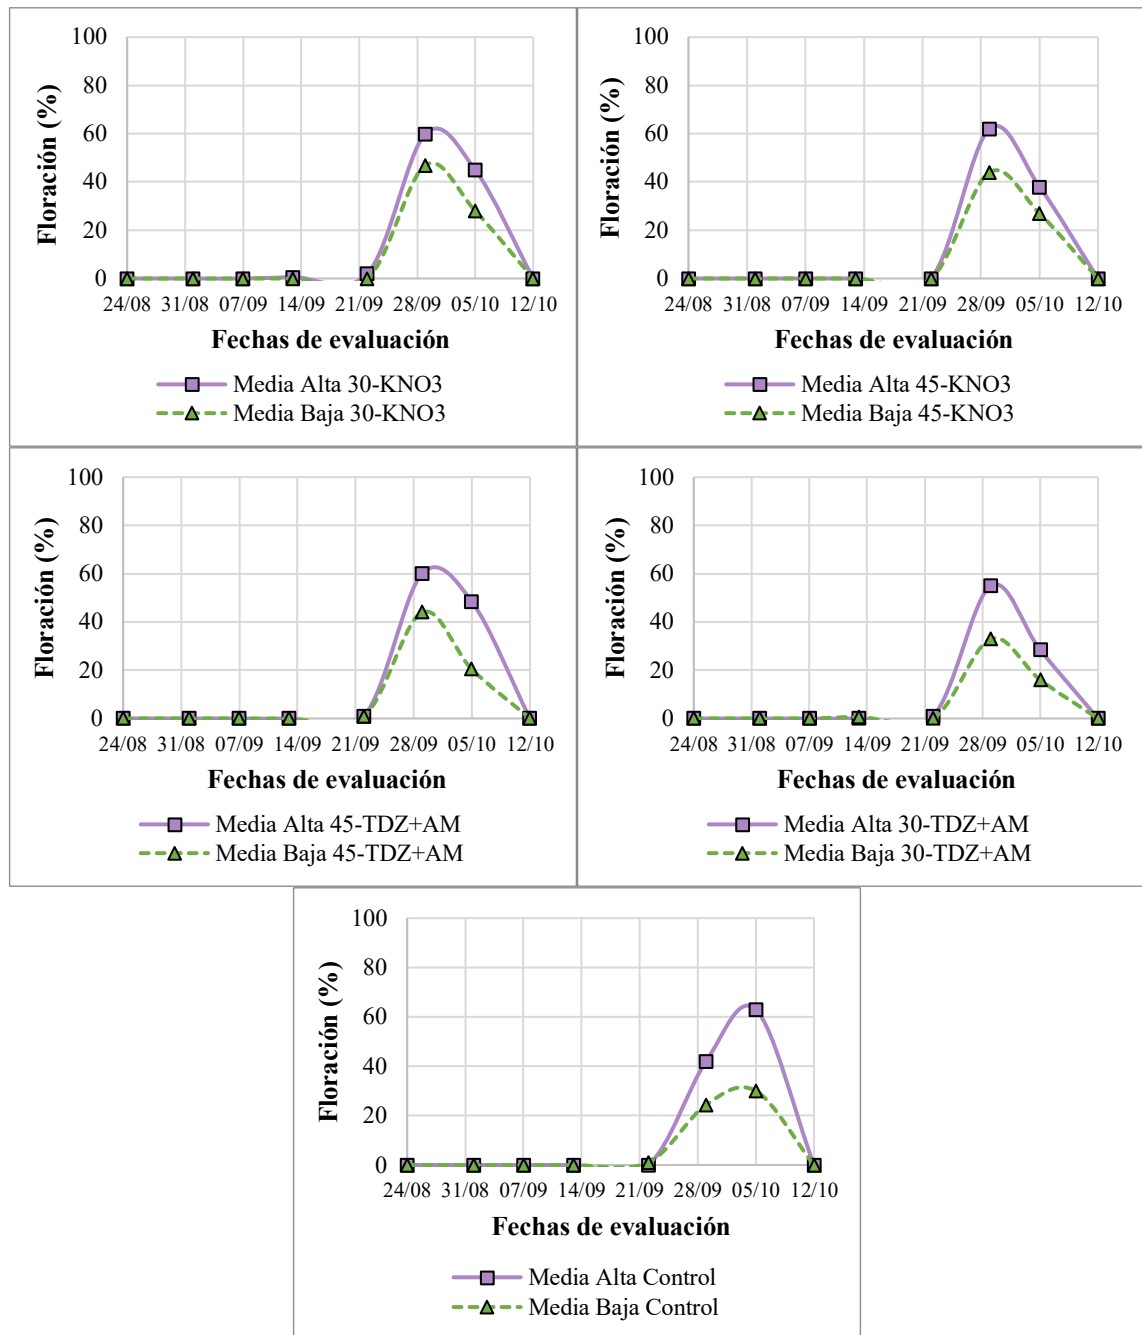 100
80
60
40
20
0
Floración (%)
24/08 31/08 07/09 14/09 21/09 28/09 05/10 12/10
Fechas de evaluación
Media Alta 30-KNO3
Media Baja 30-KNO3
100
80
60
40
20
0
Floración (%)
24/08 31/08 07/09 14/09 21/09 28/09 05/10 12/10
Fechas de evaluación
Media Alta 45-KNO3
Media Baja 45-KNO3
100
80
60
40
20
0
Floración (%)
24/08 31/08 07/09 14/09 21/09 28/09 05/10 12/10
Fechas de evaluación
Media Alta 45-TDZ+AM
Media Baja 45-TDZ+AM
100
80
60
40
20
0
Floración (%)
24/08 31/08 07/09 14/09 21/09 28/09 05/10 12/10
Fechas de evaluación
Media Alta 30-TDZ+AM
Media Baja 30-TDZ+AM
100
80
60
40
20
0
Floración (%)
24/08 31/08 07/09 14/09 21/09 28/09 05/10 12/10
Fechas de evaluación
Media Alta Control
Media Baja Control